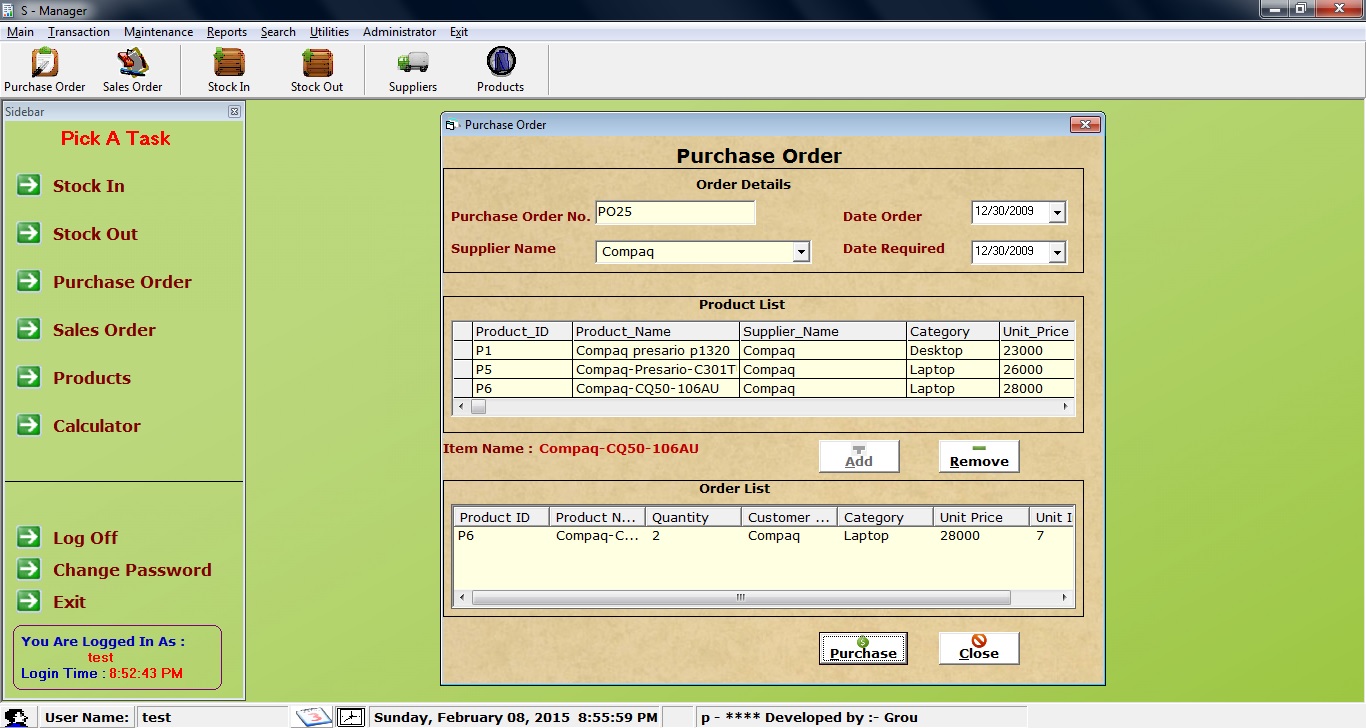 S - Manager
Main Transaction Maintenance Reports Search Utilities Administrator Exit
Purchase Order Sales Order Stock In Stock Out Suppliers Products
Sidebar
Pick A Task
Stock In
Stock Out
Purchase Order
Sales Order
Products
Calculator
Log Off
Change Password
Exit
You Are Logged In As :
test
Login Time : 8:52:43 PM
Purchase Order
Purchase Order
Order Details
Purchase Order No. PO25 Date Order 12/30/2009
Supplier Name Compaq Date Required 12/30/2009
Product List
Product_ID Product_Name Supplier_Name Category Unit_Price
P1 Compaq presario p1320 Compaq Desktop 23000
P5 Compaq-Presario-C301T Compaq Laptop 26000
P6 Compaq-CQ50-106AU Compaq Laptop 28000
Item Name : Compaq-CQ50-106AU Add Remove
Order List
Product ID Product N... Quantity Customer ... Category Unit Price Unit I
P6 Compaq-C... 2 Compaq Laptop 28000 7
Purchase Close
User Name: test 3 Sunday, February 08, 2015 8:55:59 PM p - **** Developed by :- Grou